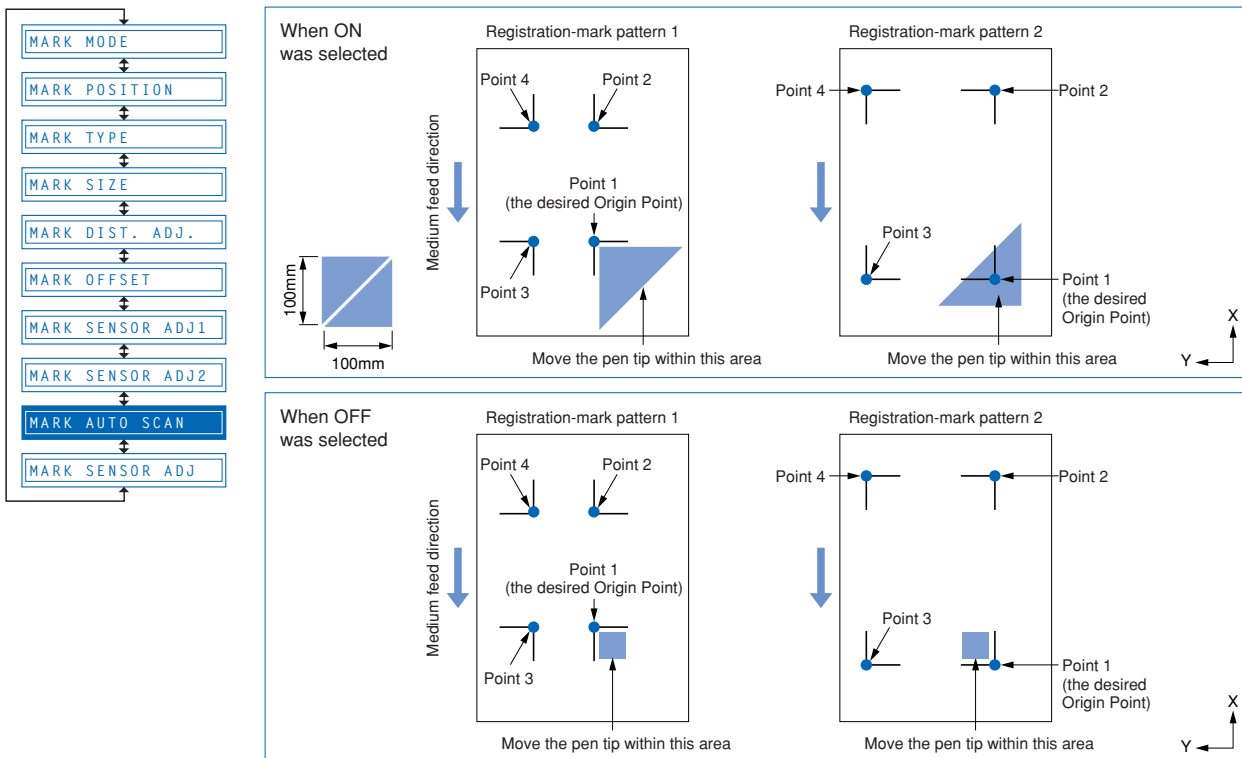 MARK MODE
MARK POSITION
MARK TYPE
MARK SIZE
MARK DIST. ADJ.
MARK OFFSET
MARK SENSOR ADJ1
MARK SENSOR ADJ2
MARK AUTO SCAN
MARK SENSOR ADJ
When ON
was selected
100mm
100mm
Registration-mark pattern 1
Medium feed direction
Point 4
Point 2
Point 1
(the desired Origin Point)
Point 3
Move the pen tip within this area
Registration-mark pattern 2
Point 4
Point 2
Point 3
Point 1
(the desired
Origin Point)
Move the pen tip within this area
X
Y
When OFF
was selected
Registration-mark pattern 1
Medium feed direction
Point 4
Point 2
Point 1
(the desired Origin Point)
Point 3
Move the pen tip within this area
Registration-mark pattern 2
Point 4
Point 2
Point 3
Point 1
(the desired
Origin Point)
Move the pen tip within this area
X
Y